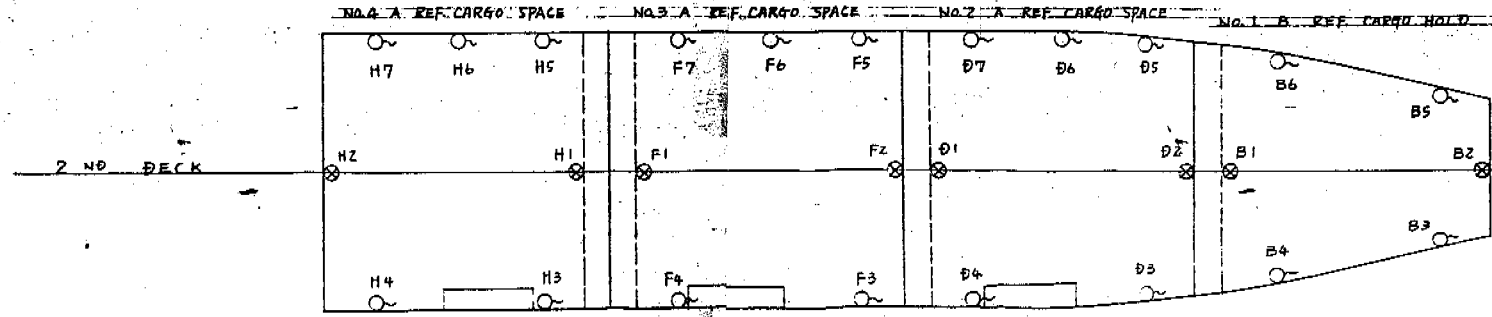 NO.4 A REF. CARGO SPACE NO.3 A REF. CARGO SPACE NO.2 A REF. CARGO SPACE NO.1 B REF. CARGO HOLD
H7 H6 H5 F7 F6 F5 D7 D6 D5 B6 B5
2 ND DECK H2 H1 F1 F2 D1 D2 B1 B2
H4 H3 F4 F3 D4 D3 B4 B3